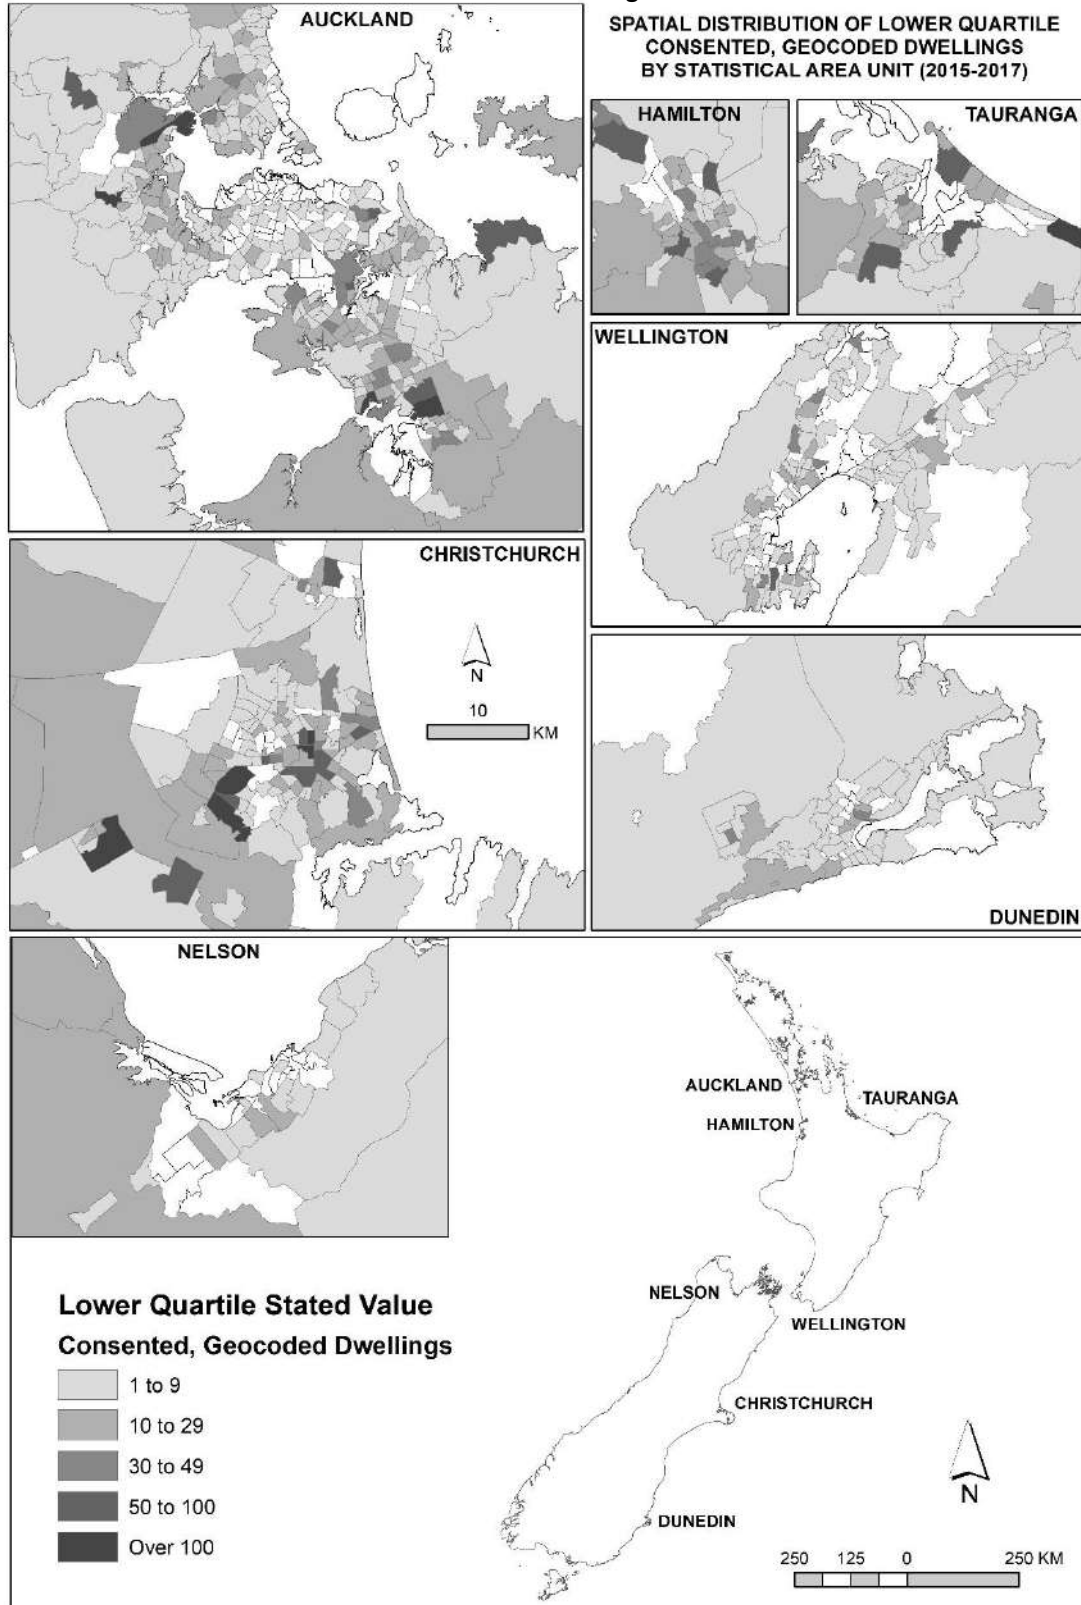 AUCKLAND
SPATIAL DISTRIBUTION OF LOWER QUARTILE
CONSENTED, GEOCODED DWELLINGS
BY STATISTICAL AREA UNIT (2015-2017)
HAMILTON
TAURANGA
WELLINGTON
CHRISTCHURCH
N
10
KM
DUNEDIN
NELSON
AUCKLAND
TAURANGA
HAMILTON
NELSON
WELLINGTON
CHRISTCHURCH
DUNEDIN
Lower Quartile Stated Value
Consented, Geocoded Dwellings
1 to 9
10 to 29
30 to 49
50 to 100
Over 100
N
250 125 0 250 KM